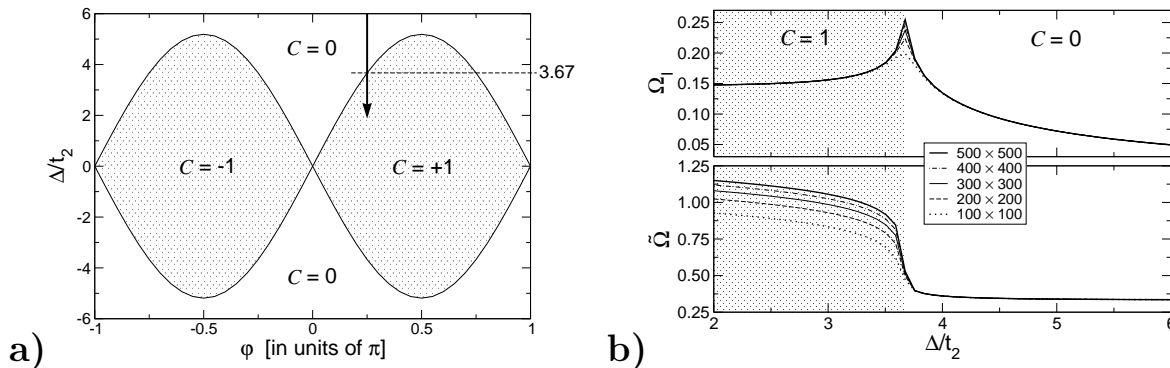 6
4
2
0
-2
-4
-6
Δ/t2
C = 0
3.67
C = -1
C = +1
C = 0
-1
-0.5
0
0.5
1
φ [in units of π]
a)
0.25
0.20
0.15
0.10
0.05
ΩI
C = 1
C = 0
500 × 500
400 × 400
300 × 300
200 × 200
100 × 100
1.25
1.00
0.75
0.50
0.25
Ω̃
2
3
4
5
6
Δ/t2
b)